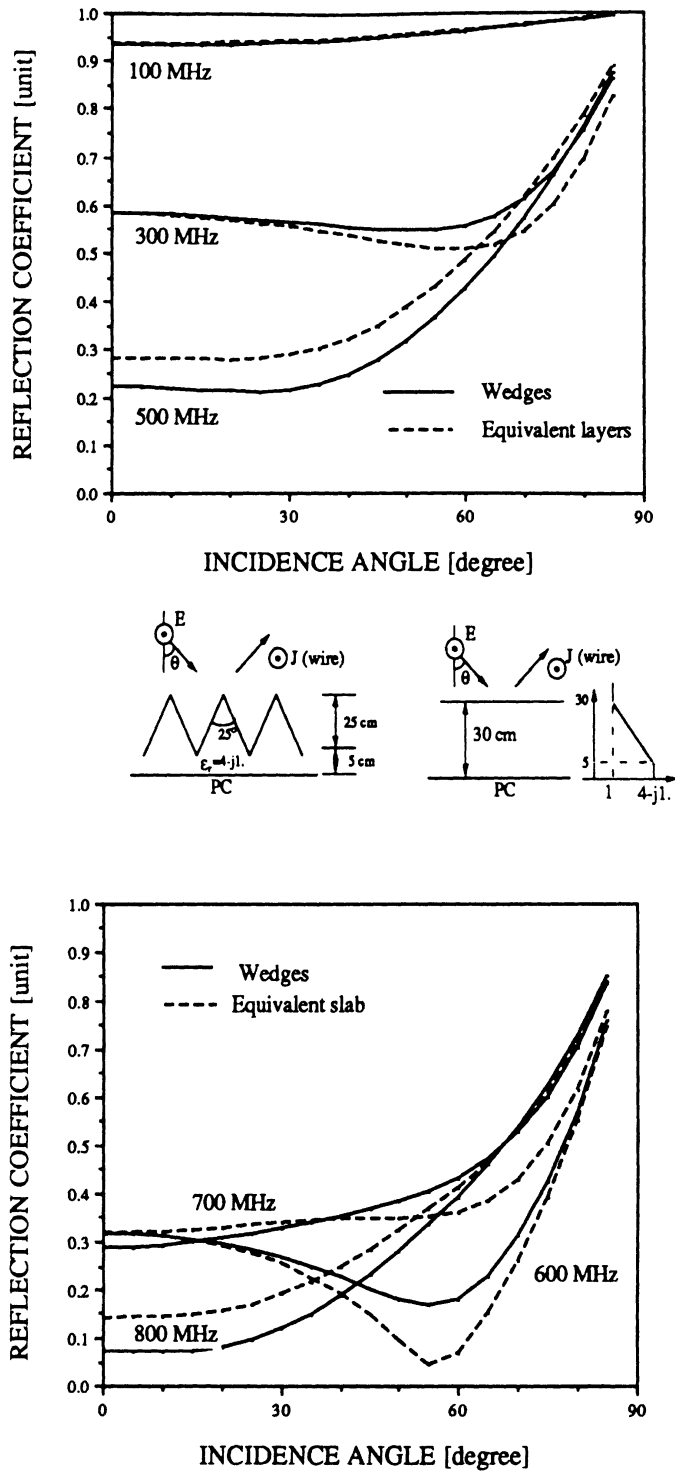 REFLECTION COEFFICIENT [unit]
1.0
0.9
0.8
0.7
0.6
0.5
0.4
0.3
0.2
0.1
0.0
100 MHz
300 MHz
500 MHz
Wedges
Equivalent layers
0
30
60
90
INCIDENCE ANGLE [degree]
E
θ
J (wire)
25°
εr=4-j1.
PC
25 cm
5 cm
E
θ
J (wire)
30 cm
PC
30
5
1
4-j1.
REFLECTION COEFFICIENT [unit]
1.0
0.9
0.8
0.7
0.6
0.5
0.4
0.3
0.2
0.1
0.0
Wedges
Equivalent slab
700 MHz
600 MHz
800 MHz
0
30
60
90
INCIDENCE ANGLE [degree]